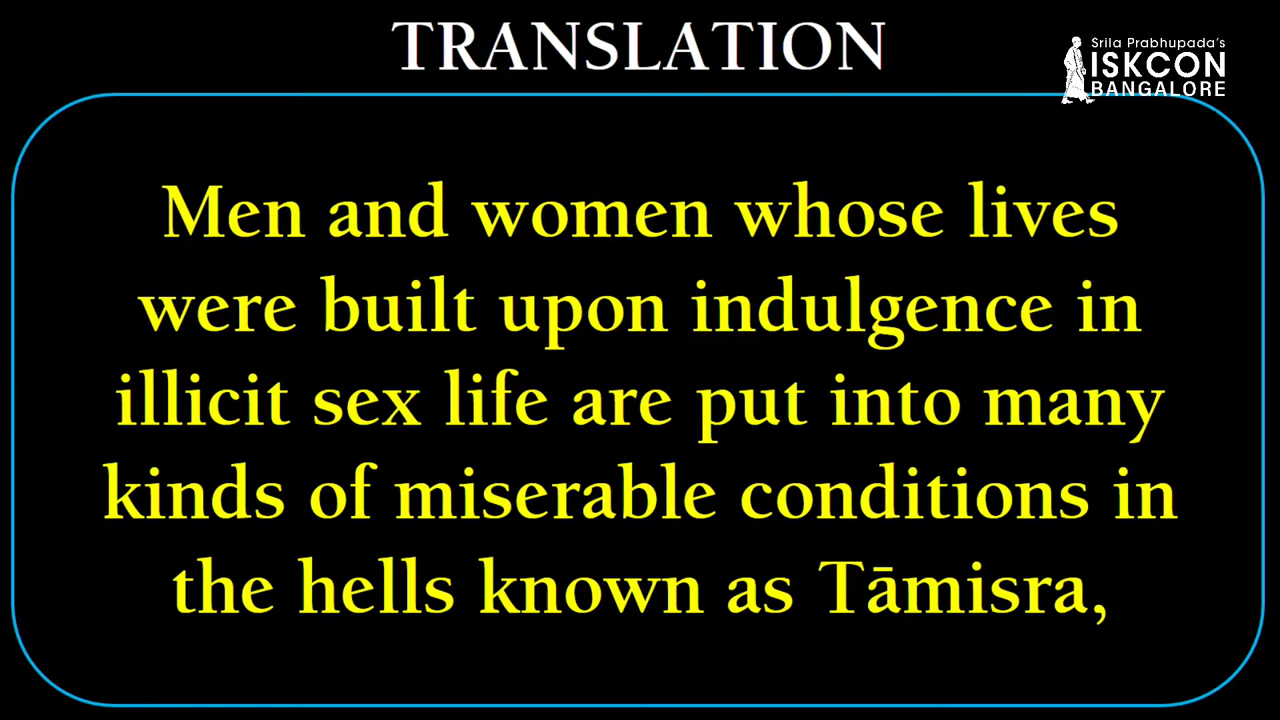 TRANSLATION
Srila Prabhupada's
ISKCON
BANGALORE
Men and women whose lives
were built upon indulgence in
illicit sex life are put into many
kinds of miserable conditions in
the hells known as Tāmisra,